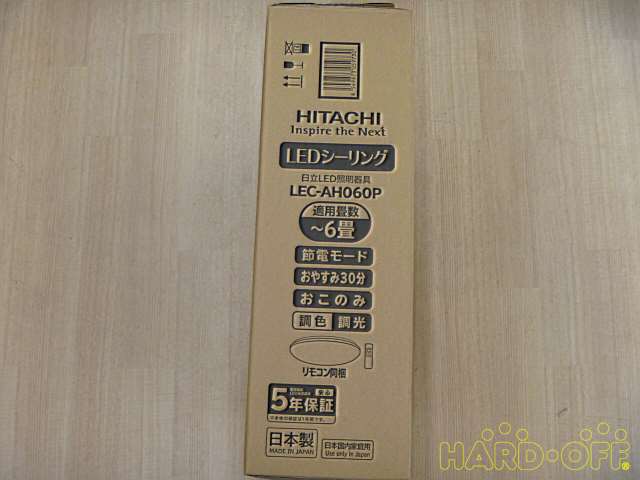 HITACHI
Inspire the Next
LEDシーリング
日立LED照明器具
LEC-AH060P
適用畳数
～6畳
節電モード
おやすみ30分
おこのみ
調色 調光
リモコン同梱
5年保証
日本製
MADE IN JAPAN
日本国内家庭用
Use only in Japan
HARD-OFF